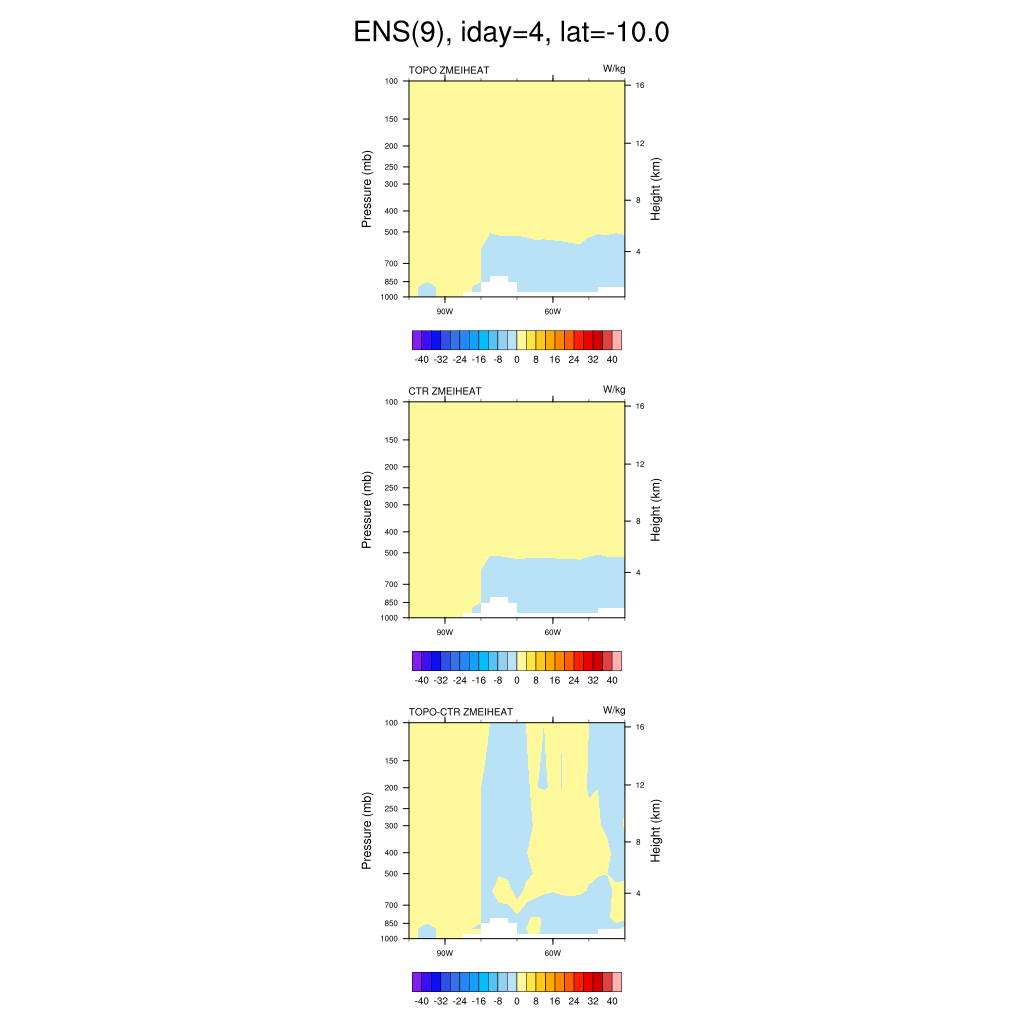 ENS(9), iday=4, lat=-10.0
TOPO ZMEIHEAT W/kg
100
150
200
250
300
400
500
700
850
1000
Pressure (mb)
16
12
8
4
Height (km)
90W 60W
-40 -32 -24 -16 -8 0 8 16 24 32 40
CTR ZMEIHEAT W/kg
100
150
200
250
300
400
500
700
850
1000
Pressure (mb)
16
12
8
4
Height (km)
90W 60W
-40 -32 -24 -16 -8 0 8 16 24 32 40
TOPO-CTR ZMEIHEAT W/kg
100
150
200
250
300
400
500
700
850
1000
Pressure (mb)
16
12
8
4
Height (km)
90W 60W
-40 -32 -24 -16 -8 0 8 16 24 32 40